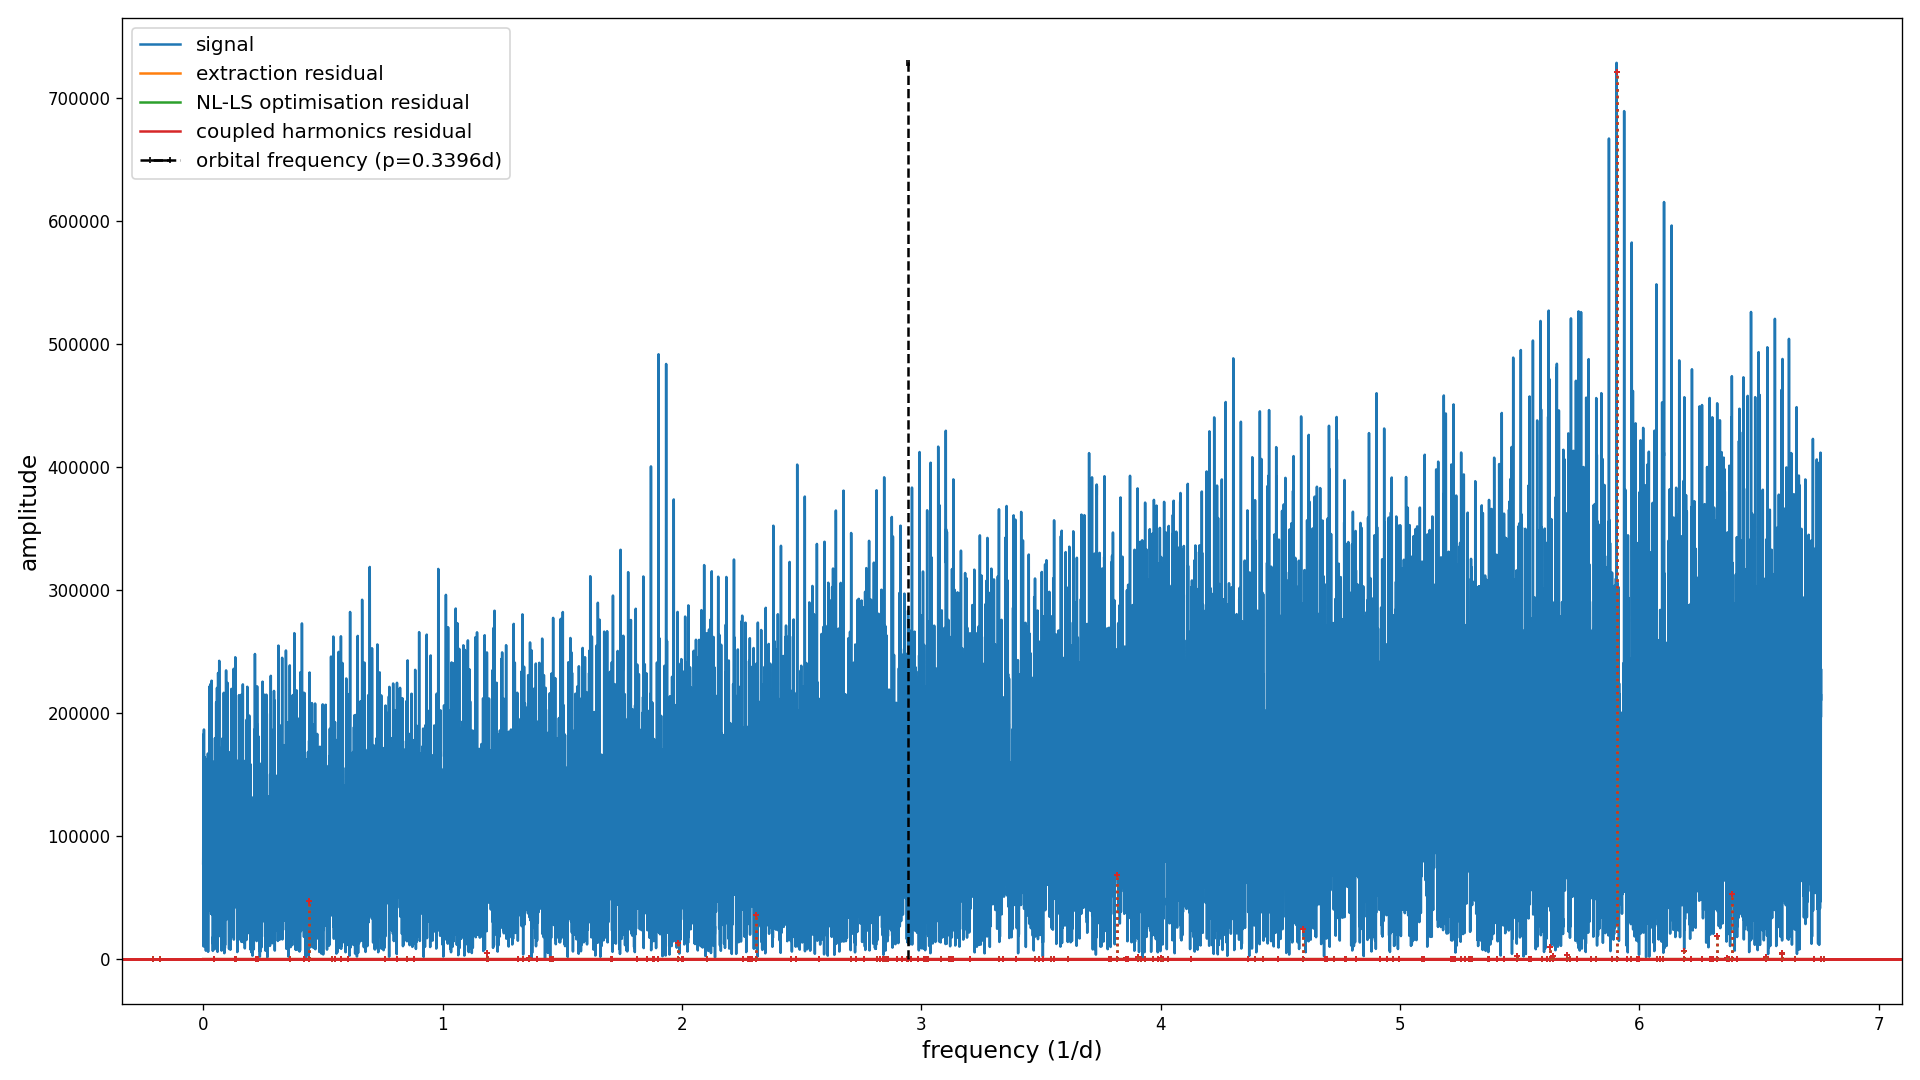 signal
extraction residual
NL-LS optimisation residual
coupled harmonics residual
orbital frequency (p=0.3396d)
700000
600000
500000
400000
300000
200000
100000
0
amplitude
0 1 2 3 4 5 6 7
frequency (1/d)